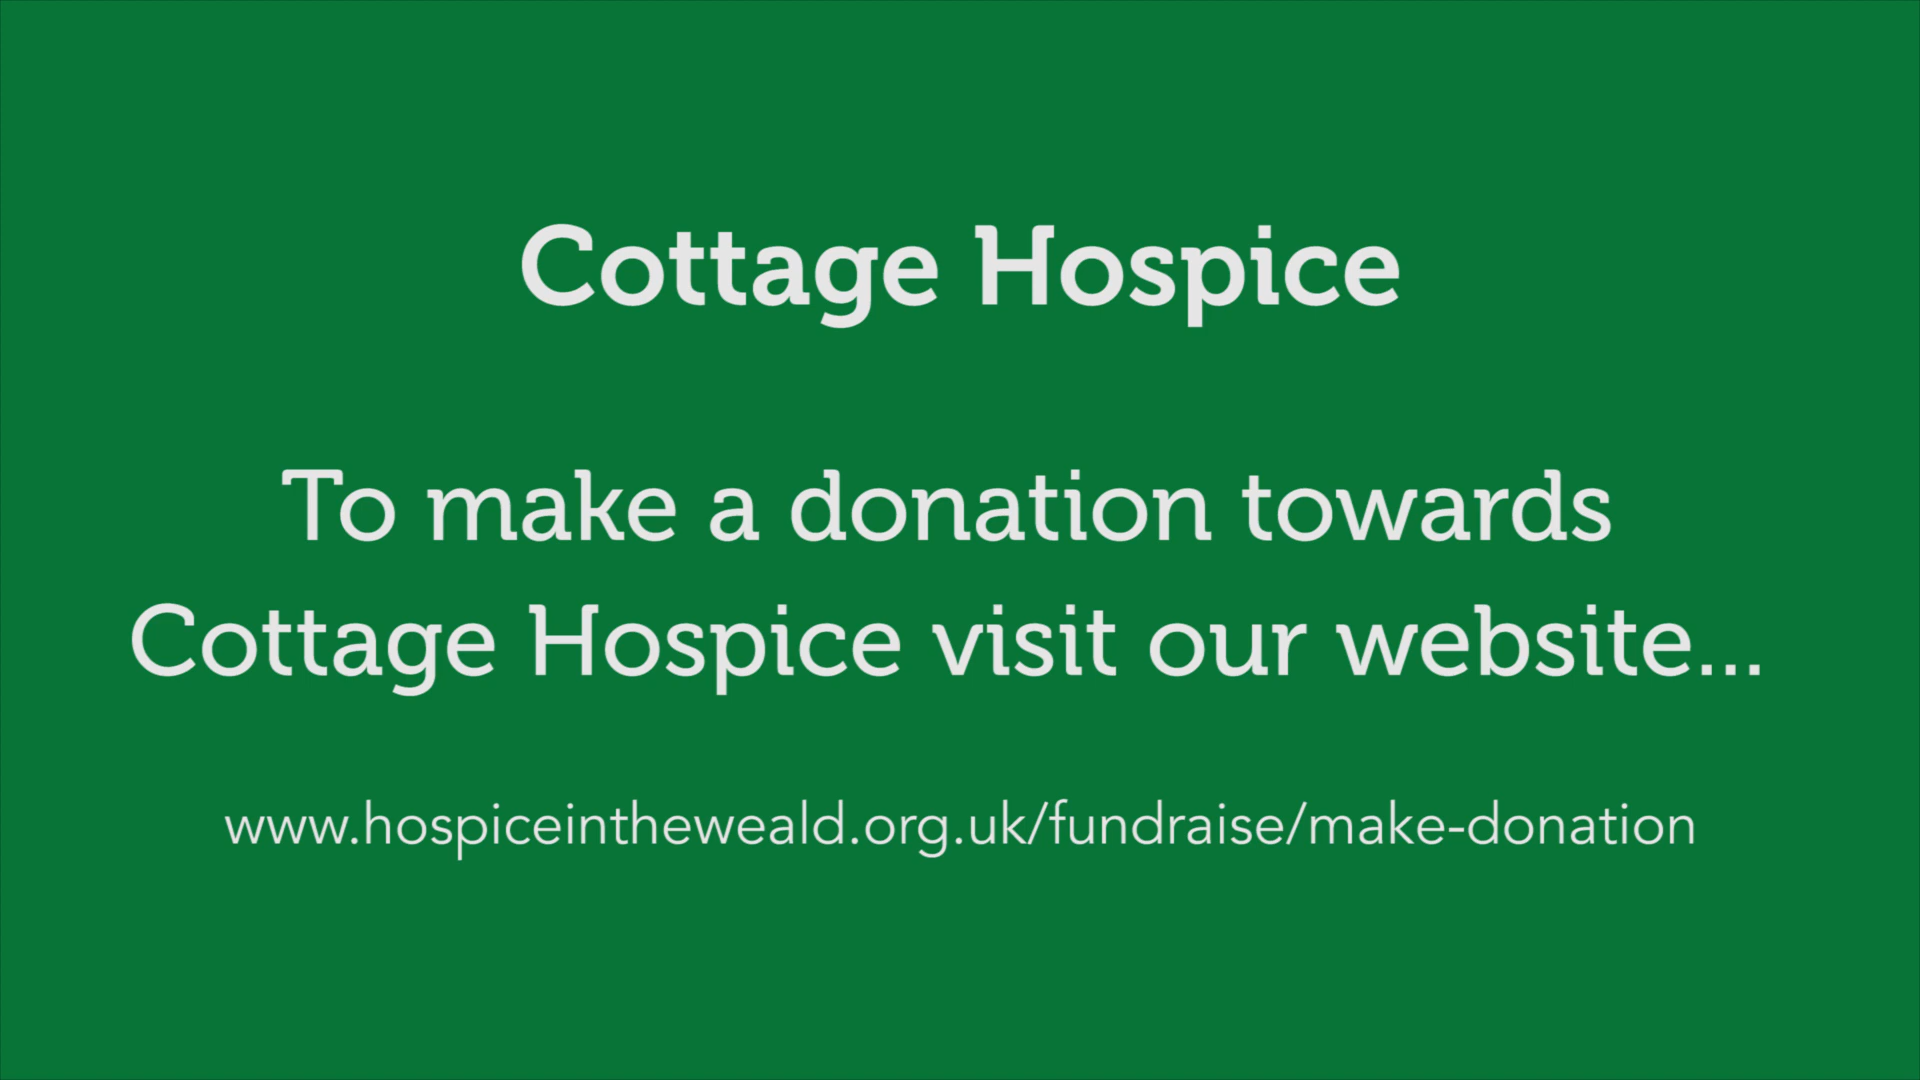 Cottage Hospice
To make a donation towards
Cottage Hospice visit our website...
www.hospiceintheweald.org.uk/fundraise/make-donation